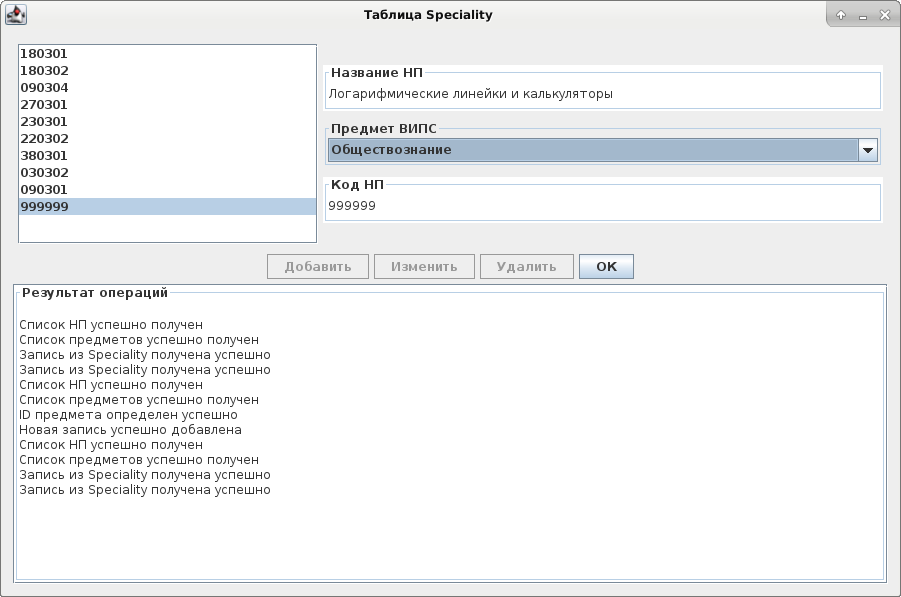 Таблица Speciality
180301
180302
090304
270301
230301
220302
380301
030302
090301
999999
Название НП
Логарифмические линейки и калькуляторы
Предмет ВИПС
Обществознание
Код НП
999999
Добавить
Изменить
Удалить
OK
Результат операций
Список НП успешно получен
Список предметов успешно получен
Запись из Speciality получена успешно
Запись из Speciality получена успешно
Список НП успешно получен
Список предметов успешно получен
ID предмета определен успешно
Новая запись успешно добавлена
Список НП успешно получен
Список предметов успешно получен
Запись из Speciality получена успешно
Запись из Speciality получена успешно